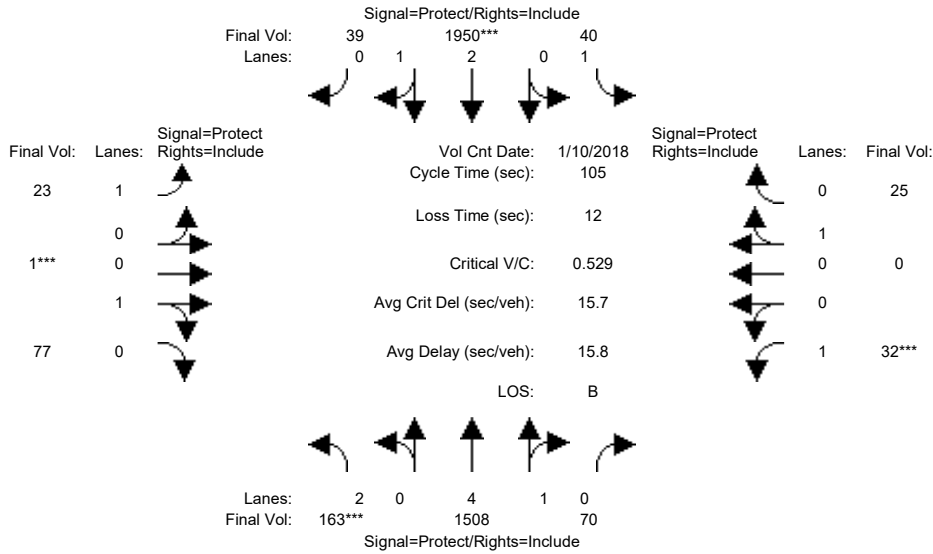 Signal=Protect/Rights=Include
Final Vol: 39 1950*** 40
Lanes: 0 1 2 0 1
Signal=Protect
Final Vol: Lanes: Rights=Include
Vol Cnt Date: 1/10/2018
Signal=Protect
Rights=Include Lanes: Final Vol:
Cycle Time (sec): 105
23 1
0 25
Loss Time (sec): 12
0
1
1*** 0
Critical V/C: 0.529
0 0
1
Avg Crit Del (sec/veh): 15.7
0
77 0
Avg Delay (sec/veh): 15.8
1 32***
LOS: B
Lanes: 2 0 4 1 0
Final Vol: 163*** 1508 70
Signal=Protect/Rights=Include